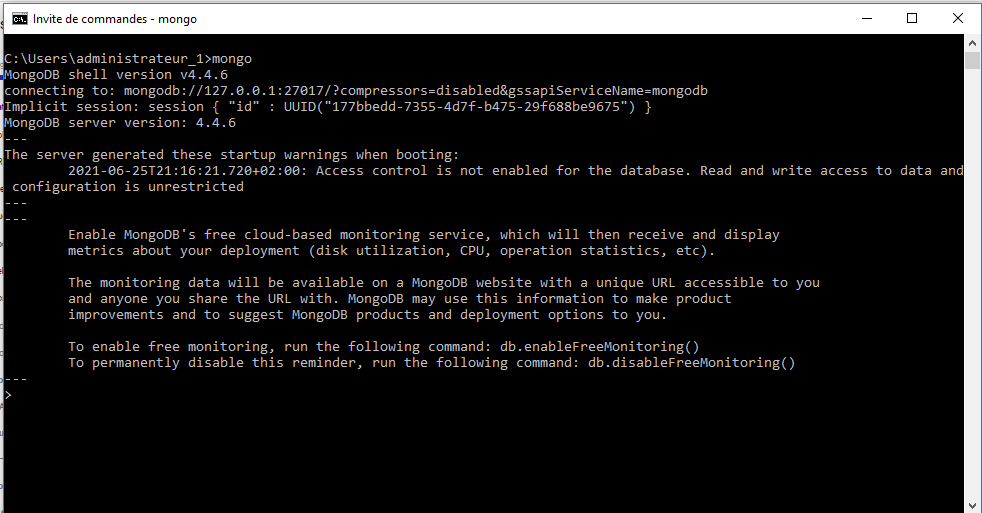 Invite de commandes - mongo
C:\Users\administrateur_1>mongo
MongoDB shell version v4.4.6
connecting to: mongodb://127.0.0.1:27017/?compressors=disabled&gssapiServiceName=mongodb
Implicit session: session { "id" : UUID("177bbedd-7355-4d7f-b475-29f688be9675") }
MongoDB server version: 4.4.6
---
The server generated these startup warnings when booting:
        2021-06-25T21:16:21.720+02:00: Access control is not enabled for the database. Read and write access to data and
 configuration is unrestricted
---
---
        Enable MongoDB's free cloud-based monitoring service, which will then receive and display
        metrics about your deployment (disk utilization, CPU, operation statistics, etc).

        The monitoring data will be available on a MongoDB website with a unique URL accessible to you
        and anyone you share the URL with. MongoDB may use this information to make product
        improvements and to suggest MongoDB products and deployment options to you.

        To enable free monitoring, run the following command: db.enableFreeMonitoring()
        To permanently disable this reminder, run the following command: db.disableFreeMonitoring()
---
>